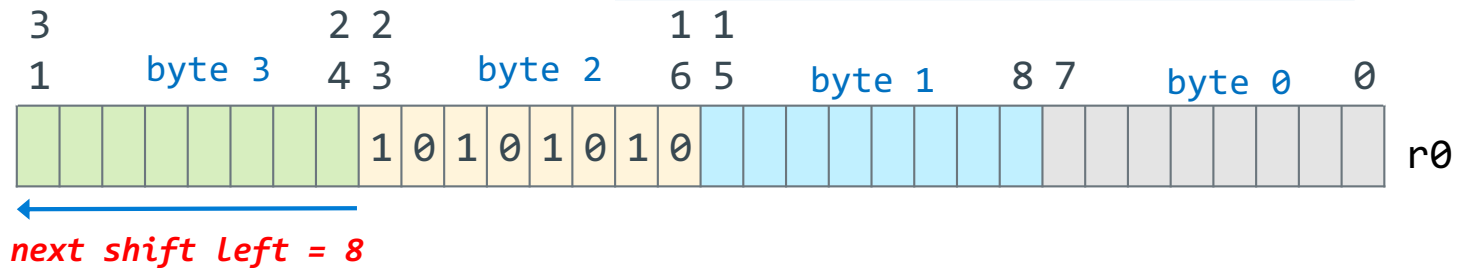 3 2 2 1 1
1 byte 3 4 3 byte 2 6 5 byte 1 8 7 byte 0 0
1 0 1 0 1 0 1 0 r0
next shift left = 8